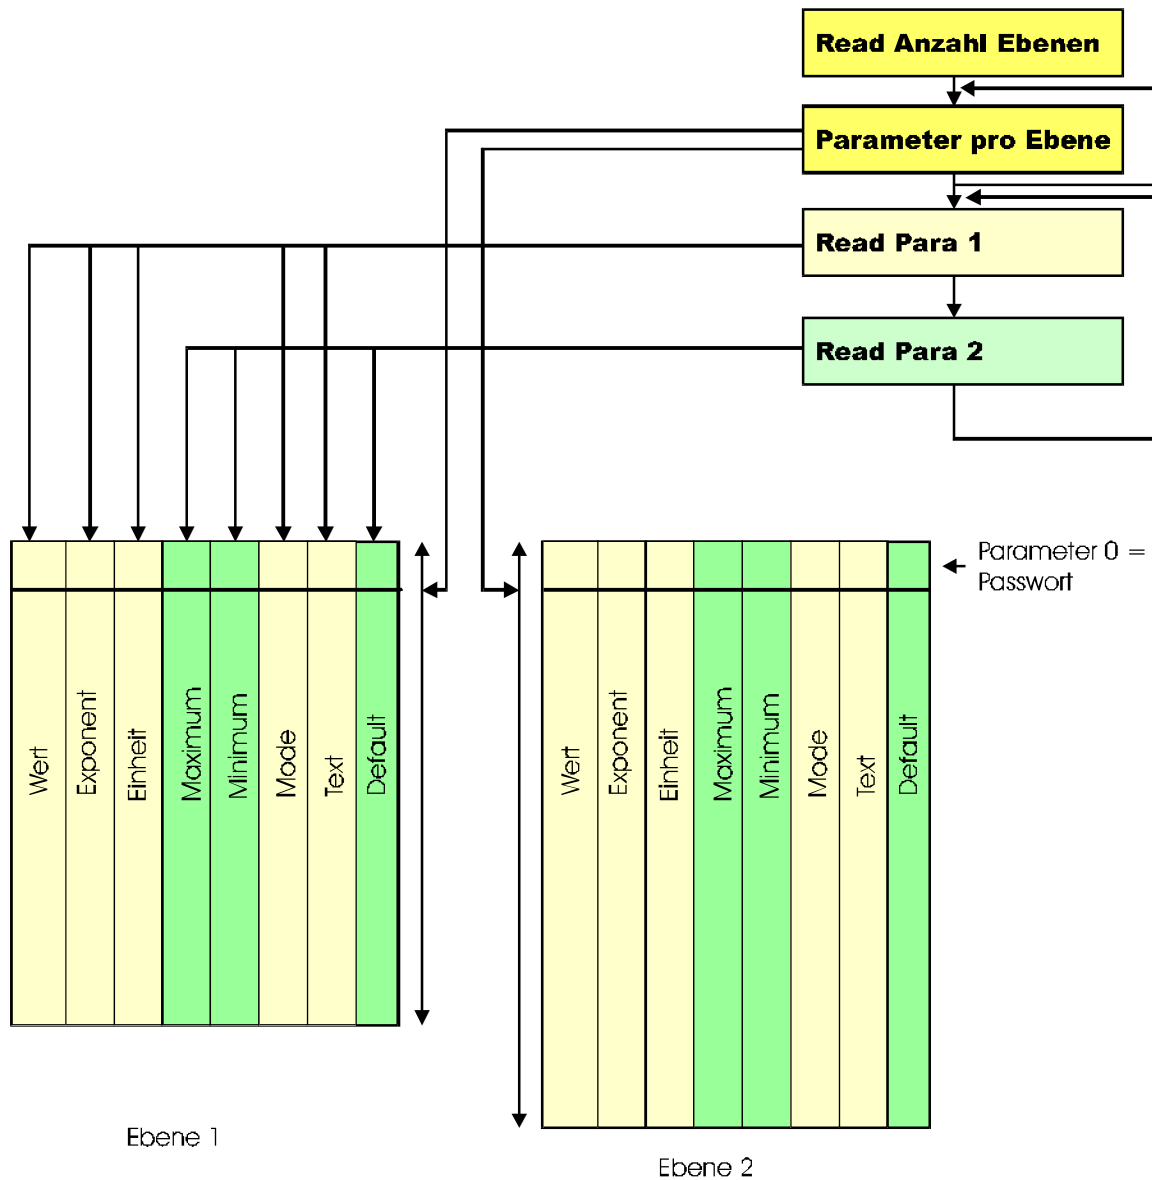 Read Anzahl Ebenen
Parameter pro Ebene
Read Para 1
Read Para 2
Parameter 0 =
Passwort
Wert
Exponent
Einheit
Maximum
Minimum
Mode
Text
Default
Wert
Exponent
Einheit
Maximum
Minimum
Mode
Text
Default
Ebene 1
Ebene 2